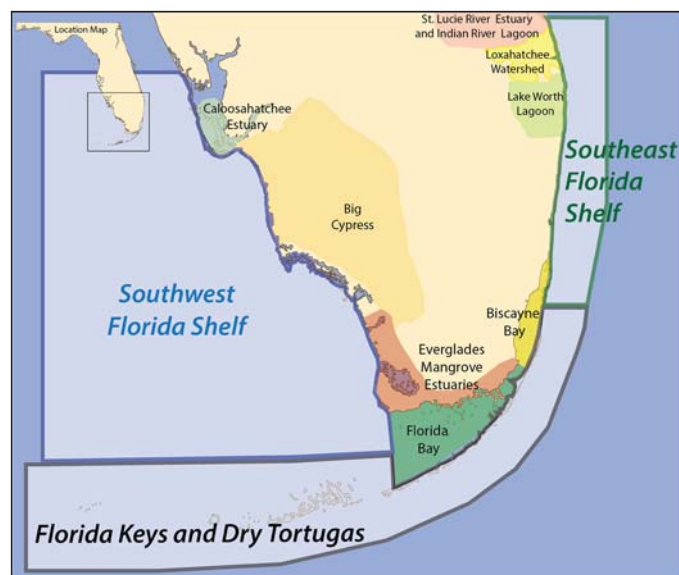 Location Map
St. Lucie River Estuary
and Indian River Lagoon
Loxahatchee
Watershed
Lake Worth
Lagoon
Caloosahatchee
Estuary
Southeast
Florida
Shelf
Big
Cypress
Southwest
Florida Shelf
Biscayne
Bay
Everglades
Mangrove
Estuaries
Florida
Bay
Florida Keys and Dry Tortugas